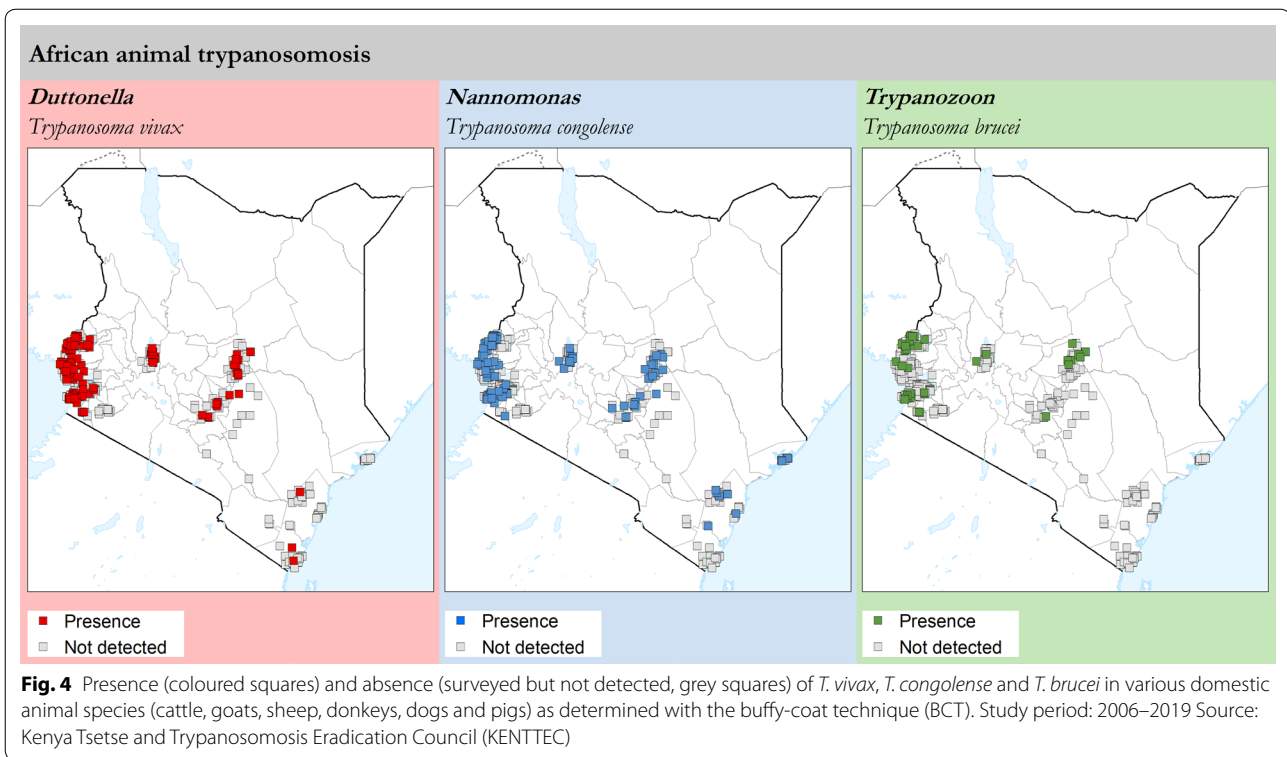 African animal trypanosomosis
Duttonella
Trypanosoma vivax
Nannomonas
Trypanosoma congolense
Trypanozoon
Trypanosoma brucei
Presence
Not detected
Presence
Not detected
Presence
Not detected
Fig. 4 Presence (coloured squares) and absence (surveyed but not detected, grey squares) of T. vivax, T. congolense and T. brucei in various domestic
animal species (cattle, goats, sheep, donkeys, dogs and pigs) as determined with the buffy-coat technique (BCT). Study period: 2006–2019 Source:
Kenya Tsetse and Trypanosomosis Eradication Council (KENTTEC)